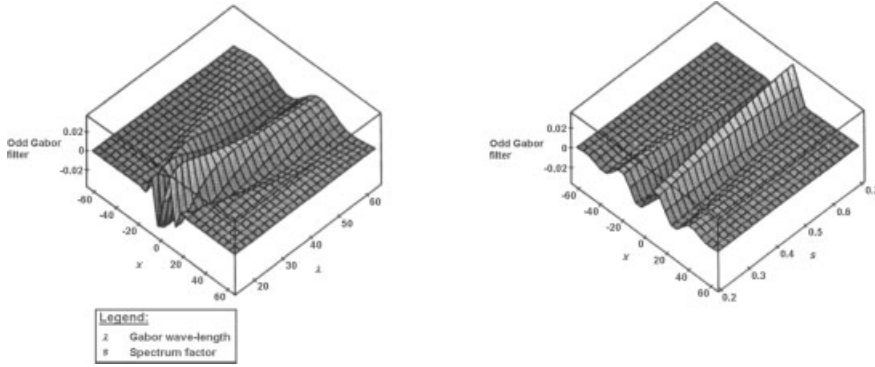 Odd Gabor
filter
0.02
0
-0.02
-60
-40
-20
0
20
40
60
x
20
30
40
50
60
λ
Odd Gabor
filter
0.02
0
-0.02
-60
-40
-20
0
20
40
60
x
0.2
0.3
0.4
0.5
0.6
s
Legend:
λ Gabor wave-length
s Spectrum factor